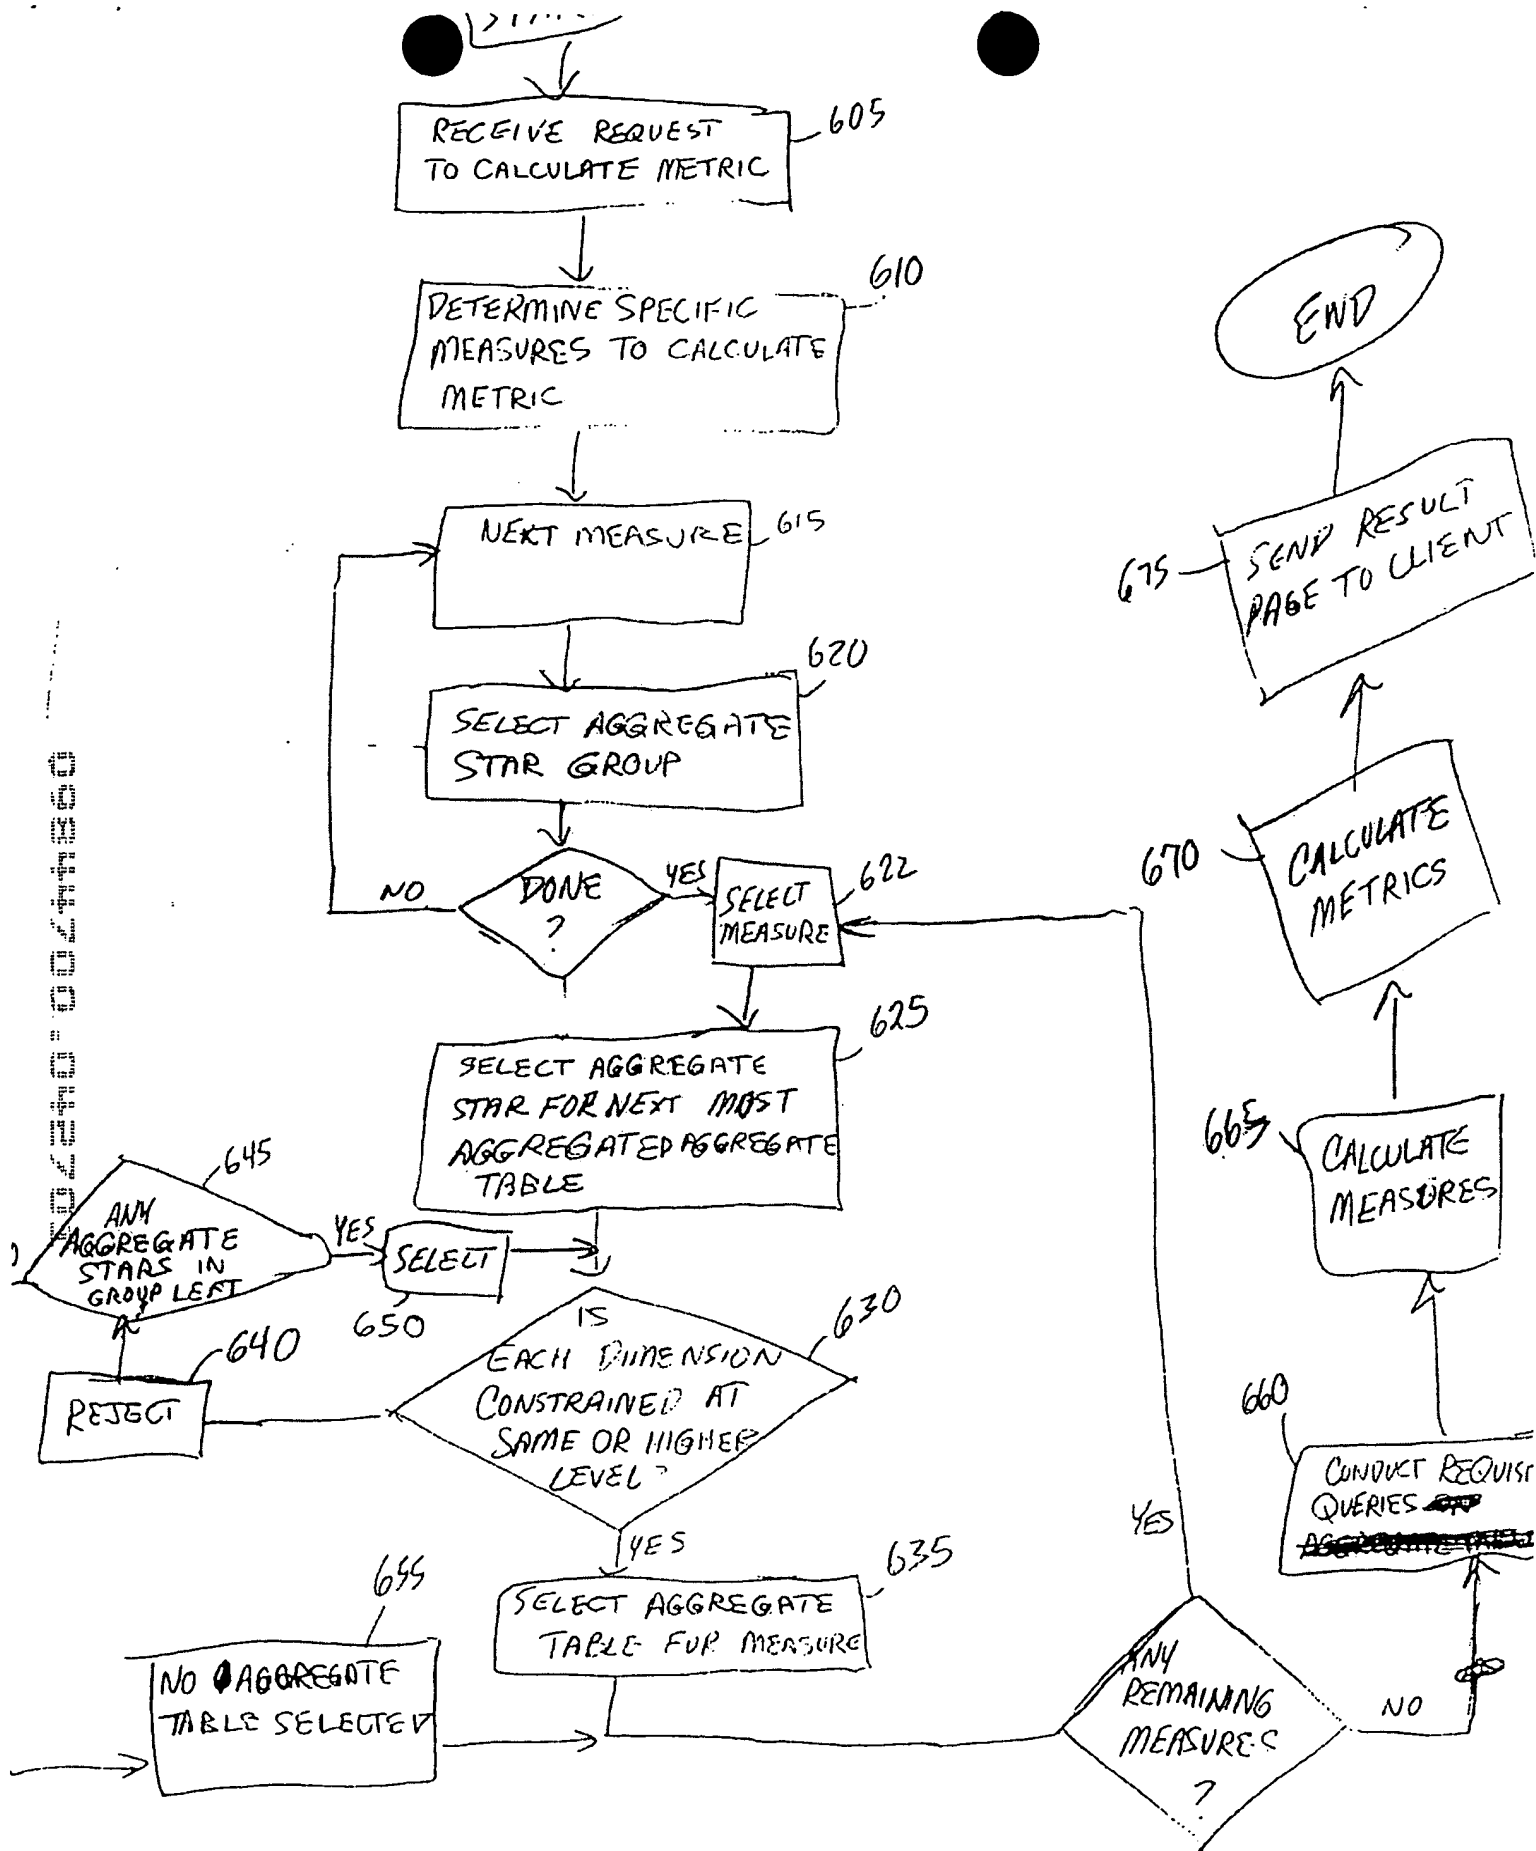 RECEIVE REQUEST
TO CALCULATE METRIC
605
DETERMINE SPECIFIC
MEASURES TO CALCULATE
METRIC
610
NEXT MEASURE
615
SELECT AGGREGATE
STAR GROUP
620
DONE
?
NO
YES
SELECT
MEASURE
622
SELECT AGGREGATE
STAR FOR NEXT MOST
AGGREGATED AGGREGATE
TABLE
625
ANY
AGGREGATE
STARS IN
GROUP LEFT
645
YES
SELECT
650
IS
EACH DIMENSION
CONSTRAINED AT
SAME OR HIGHER
LEVEL?
630
REJECT
640
YES
SELECT AGGREGATE
TABLE FOR MEASURE
635
NO AGGREGATE
TABLE SELECTED
655
ANY
REMAINING
MEASURES
?
YES
NO
CONDUCT REQUIS
QUERIES
660
CALCULATE
MEASURES
665
CALCULATE
METRICS
670
SEND RESULT
PAGE TO CLIENT
675
END